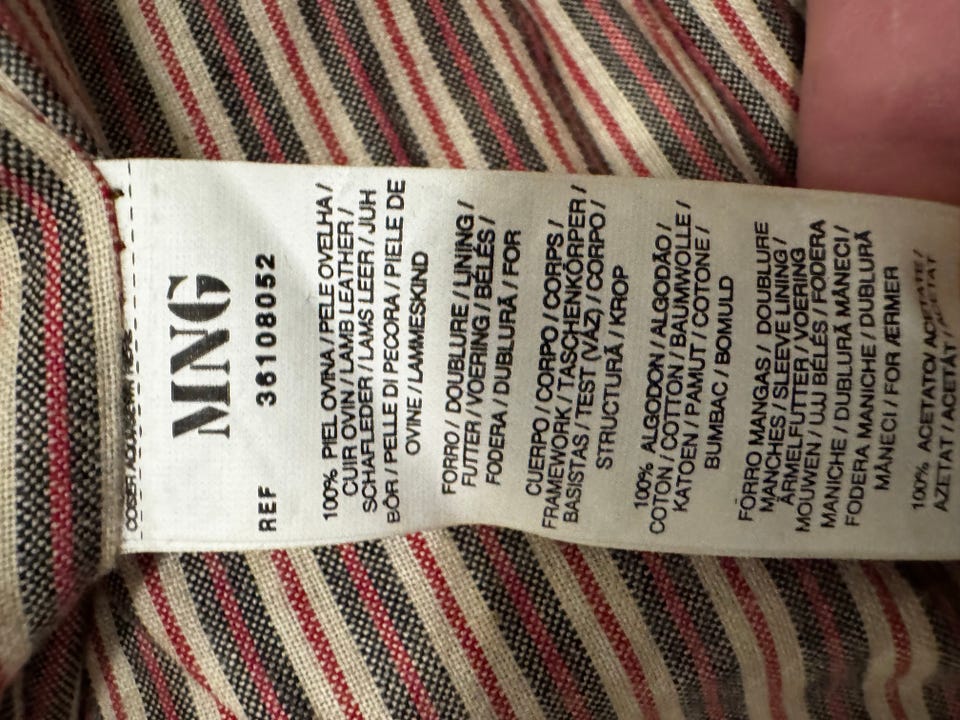 MNG
REF 36108052
100% PIEL OVINA / PELE OVELHA /
CUIR OVIN / LAMB LEATHER /
SCHAFLEDER / LAMS LEER / JUH
BÖR / PELLE DI PECORA / PIELE DE
OVINE / LAMMESKIND
FORRO / DOUBLURE / LINING /
FUTTER / VOERING / BÉLÉS /
FODERA / DUBLURĂ / FOR
CUERPO / CORPO / CORPS /
FRAMEWORK / TASCHENKÖRPER /
BASISTAS / TEST (VÁZ) / CORPO /
STRUCTURĂ / KROP
100% ALGODON / ALGODÃO /
COTON / COTTON / BAUMWOLLE /
KATOEN / PAMUT / COTONE /
BUMBAC / BOMULD
FORRO MANGAS / DOUBLURE
MANCHES / SLEEVE LINING /
ÄRMELFUTTER / VOERING
MOUWEN / UJJ BÉLÉS / FODERA
MANICHE / DUBLURĂ MÂNECI /
FODERA MANICHE / DUBLURĂ
MÂNECI / FOR ÆRMER
100% ACETATO / ACETATE /
AZETAT / ACETÁT / ACETAT